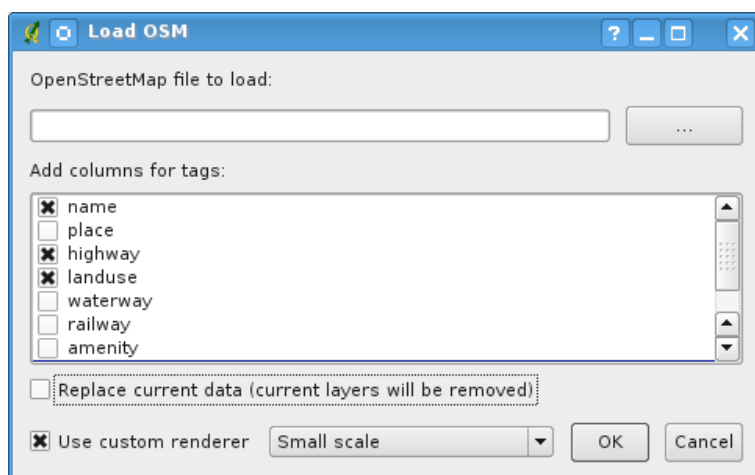 Load OSM
OpenStreetMap file to load:
...
Add columns for tags:
name
place
highway
landuse
waterway
railway
amenity
Replace current data (current layers will be removed)
Use custom renderer Small scale OK Cancel